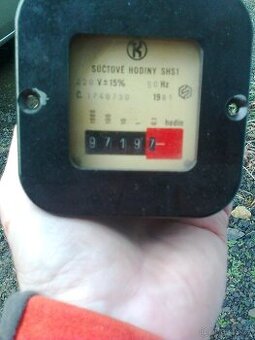 K
SÚČTOVÉ HODINY SHS1
220 V ± 15% 50 Hz
Č. 1981
hodin
97197